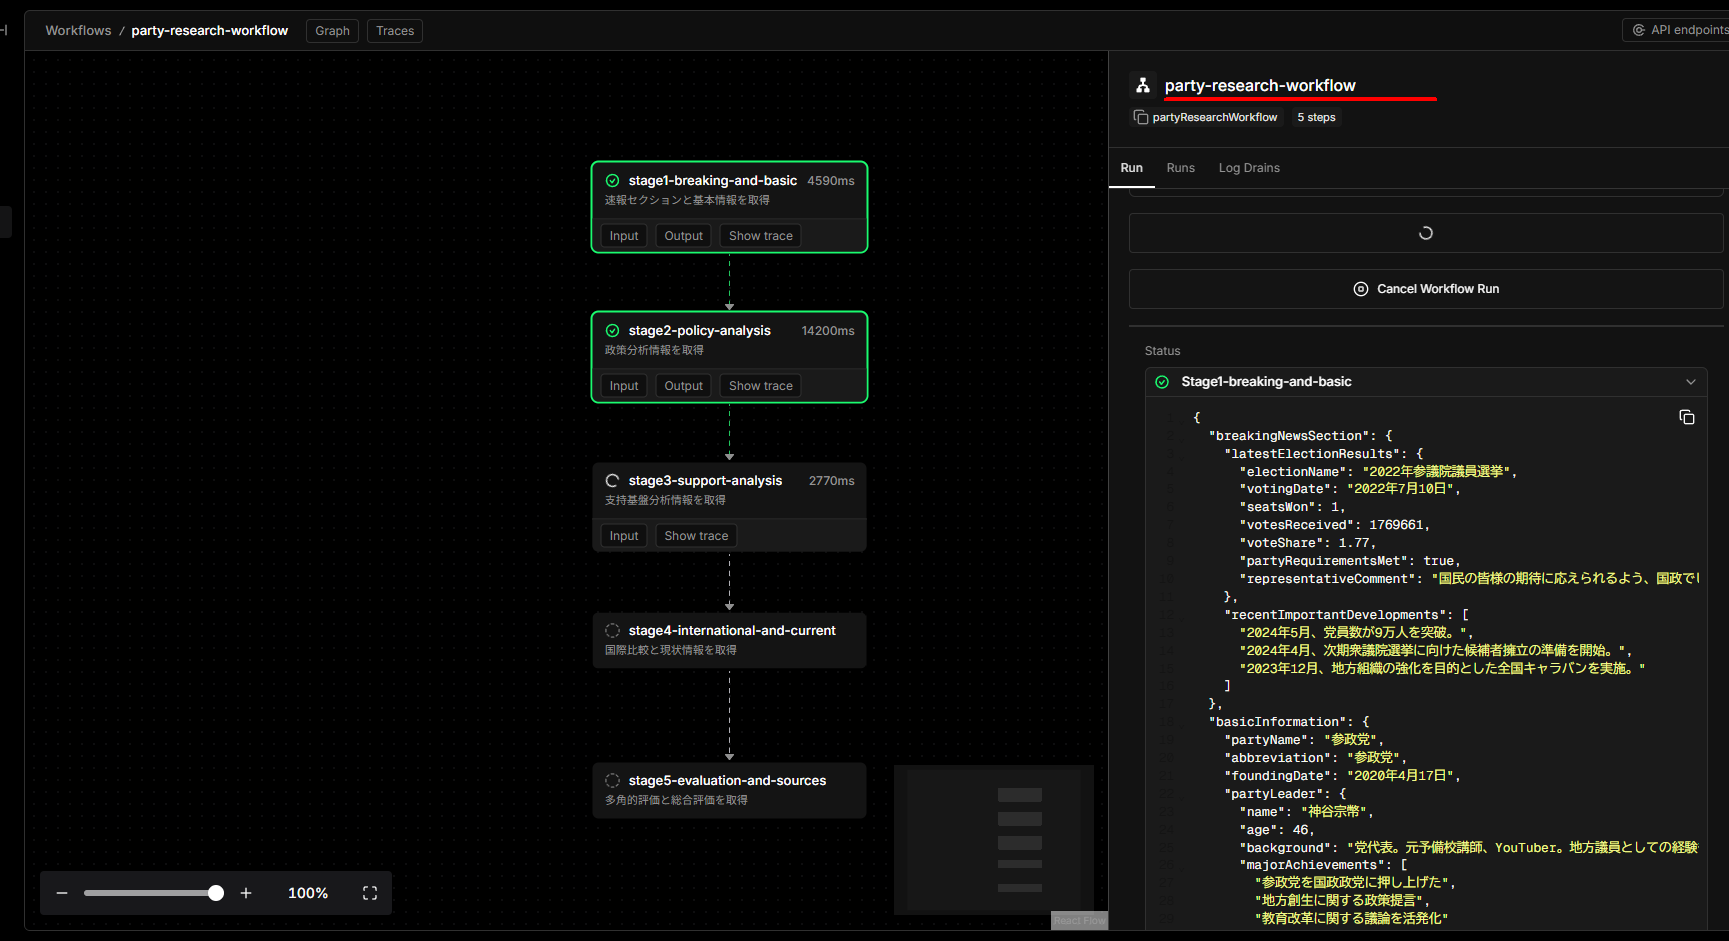 Workflows / party-research-workflow Graph Traces
API endpoints
stage1-breaking-and-basic 4590ms
速報セクションと基本情報を取得
Input Output Show trace
stage2-policy-analysis 14200ms
政策分析情報を取得
Input Output Show trace
stage3-support-analysis 2770ms
支持基盤分析情報を取得
Input Show trace
stage4-international-and-current
国際比較と現状情報を取得
stage5-evaluation-and-sources
多角的評価と総合評価を取得
100%
React Flow
party-research-workflow
partyResearchWorkflow 5 steps
Run Runs Log Drains
Cancel Workflow Run
Status
Stage1-breaking-and-basic
{
"breakingNewsSection": {
"latestElectionResults": {
"electionName": "2022年参議院議員選挙",
"votingDate": "2022年7月10日",
"seatsWon": 1,
"votesReceived": 1769661,
"voteShare": 1.77,
"partyRequirementsMet": true,
"representativeComment": "国民の皆様の期待に応えられるよう、国政で
},
"recentImportantDevelopments": [
"2024年5月、党員数が9万人を突破。",
"2024年4月、次期衆議院選挙に向けた候補者擁立の準備を開始。",
"2023年12月、地方組織の強化を目的とした全国キャラバンを実施。"
]
},
"basicInformation": {
"partyName": "参政党",
"abbreviation": "参政党",
"foundingDate": "2020年4月17日",
"partyLeader": {
"name": "神谷宗幣",
"age": 46,
"background": "党代表。元予備校講師、YouTuber。地方議員としての経験
"majorAchievements": [
"参政党を国政政党に押し上げた",
"地方創生に関する政策提言",
"教育改革に関する議論を活発化"